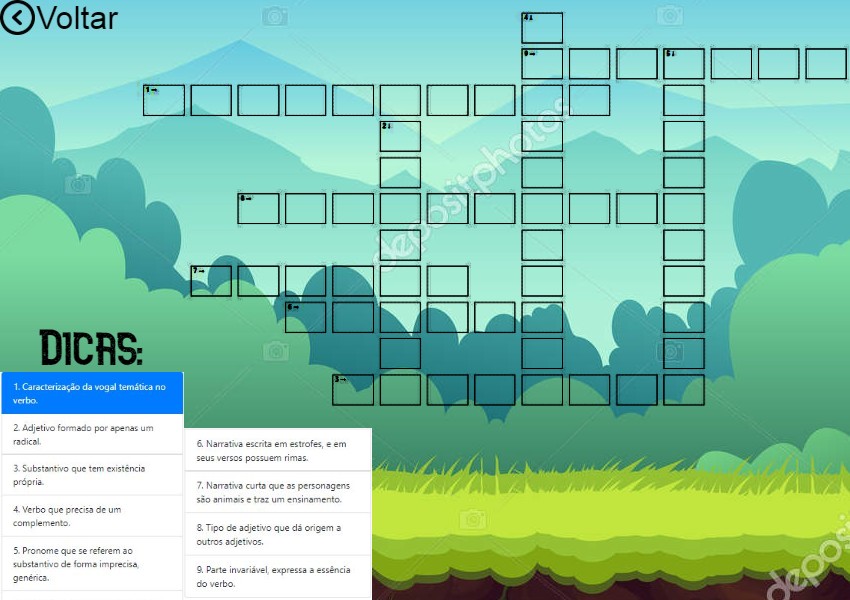 Voltar
4↓
9→
5↓
1→
2↓
8→
7→
6→
3→
DICAS:
1. Caracterização da vogal temática no
verbo.
2. Adjetivo formado por apenas um
radical.
3. Substantivo que tem existência
própria.
4. Verbo que precisa de um
complemento.
5. Pronome que se referem ao
substantivo de forma imprecisa,
genérica.
6. Narrativa escrita em estrofes, e em
seus versos possuem rimas.
7. Narrativa curta que as personagens
são animais e traz um ensinamento.
8. Tipo de adjetivo que dá origem a
outros adjetivos.
9. Parte invariável, expressa a essência
do verbo.
depositphotos
deposit